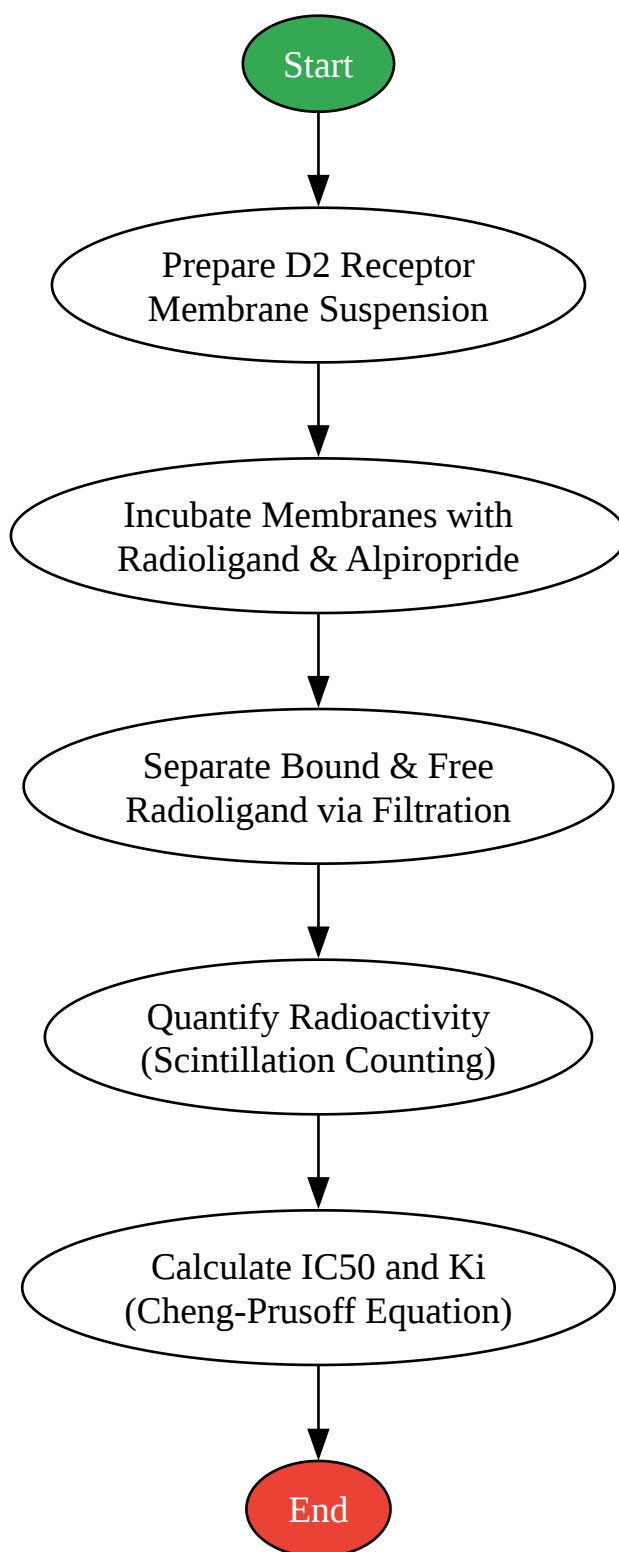 Start
Prepare D2 Receptor
Membrane Suspension
Incubate Membranes with
Radioligand & Alpiropride
Separate Bound & Free
Radioligand via Filtration
Quantify Radioactivity
(Scintillation Counting)
Calculate IC50 and Ki
(Cheng-Prusoff Equation)
End